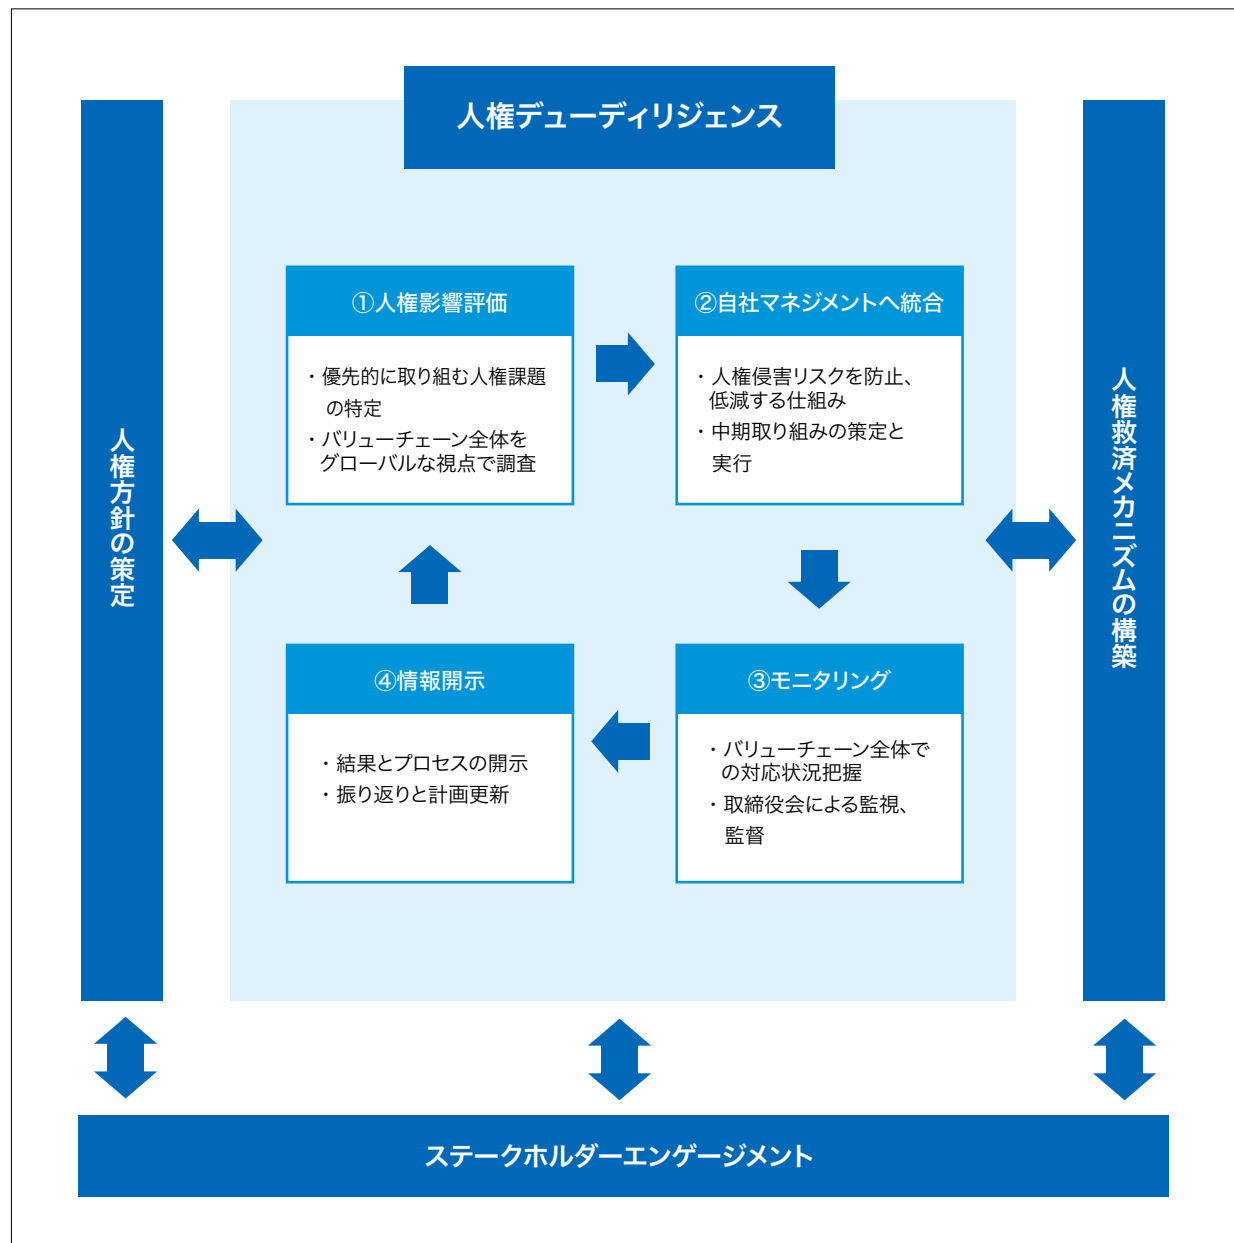 人権デューディリジェンス
人権方針の策定
①人権影響評価
・優先的に取り組む人権課題
の特定
・バリューチェーン全体を
グローバルな視点で調査
②自社マネジメントへ統合
・人権侵害リスクを防止、
低減する仕組み
・中期取り組みの策定と
実行
③モニタリング
・バリューチェーン全体で
の対応状況把握
・取締役会による監視、
監督
④情報開示
・結果とプロセスの開示
・振り返りと計画更新
人権救済メカニズムの構築
ステークホルダーエンゲージメント